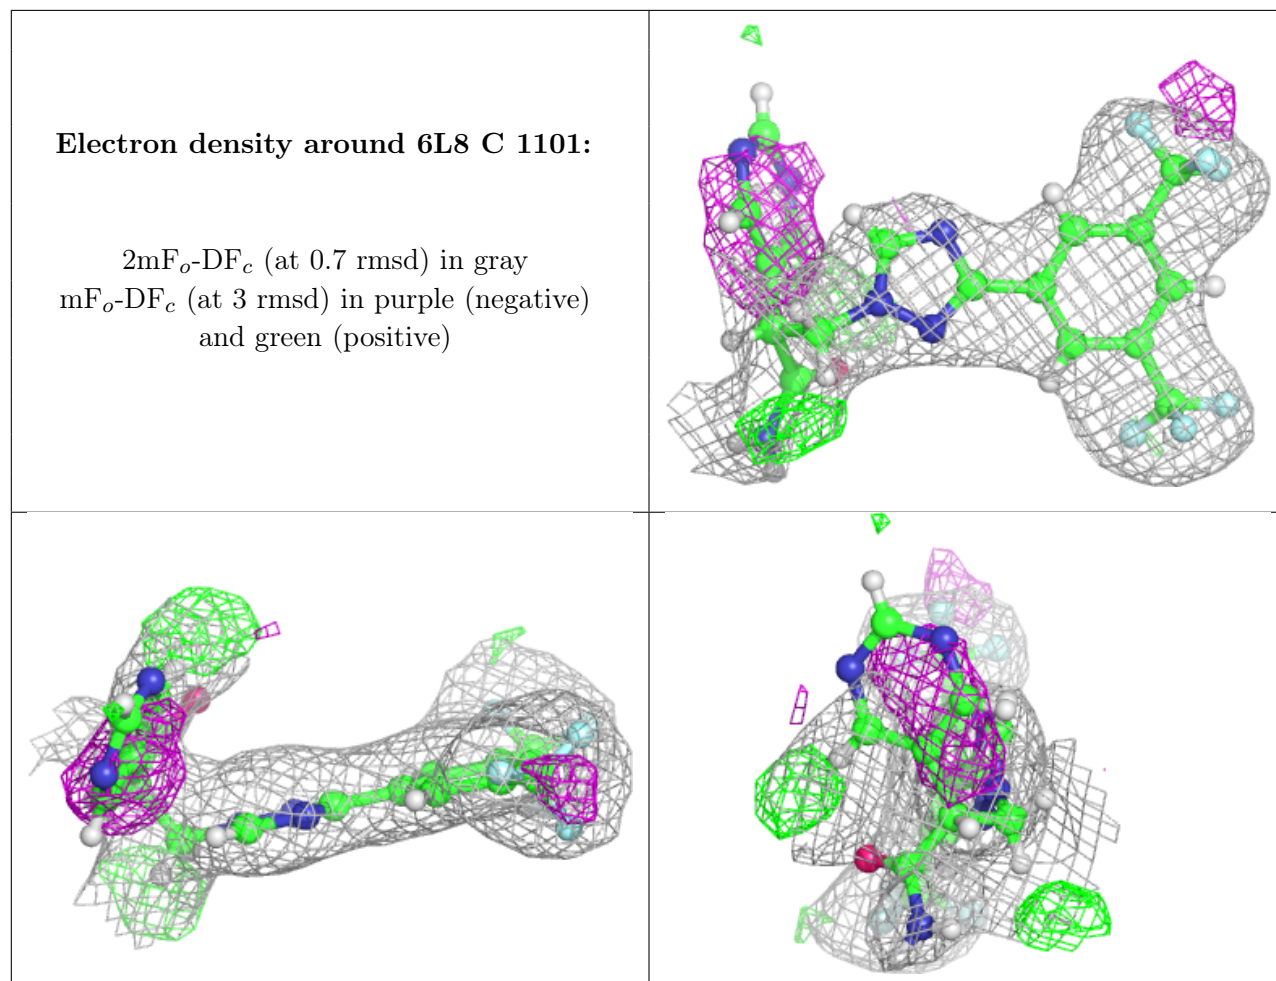 Electron density around 6L8 C 1101:
2mFo-DFc (at 0.7 rmsd) in gray
mFo-DFc (at 3 rmsd) in purple (negative)
and green (positive)